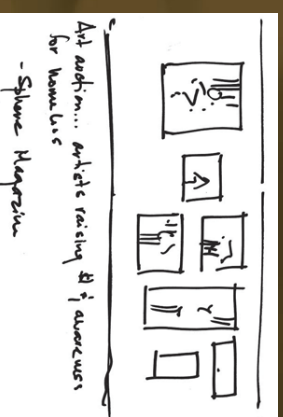 Art auction... artists raising $ & awareness
for homeless
- Sphere Magazine